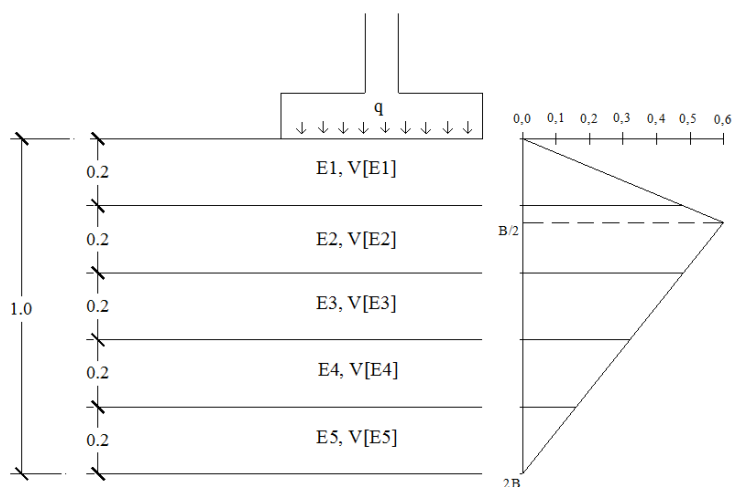 q
0,0 0,1 0,2 0,3 0,4 0,5 0,6
0.2
E1, V[E1]
B/2
0.2
E2, V[E2]
1.0
0.2
E3, V[E3]
0.2
E4, V[E4]
0.2
E5, V[E5]
2B